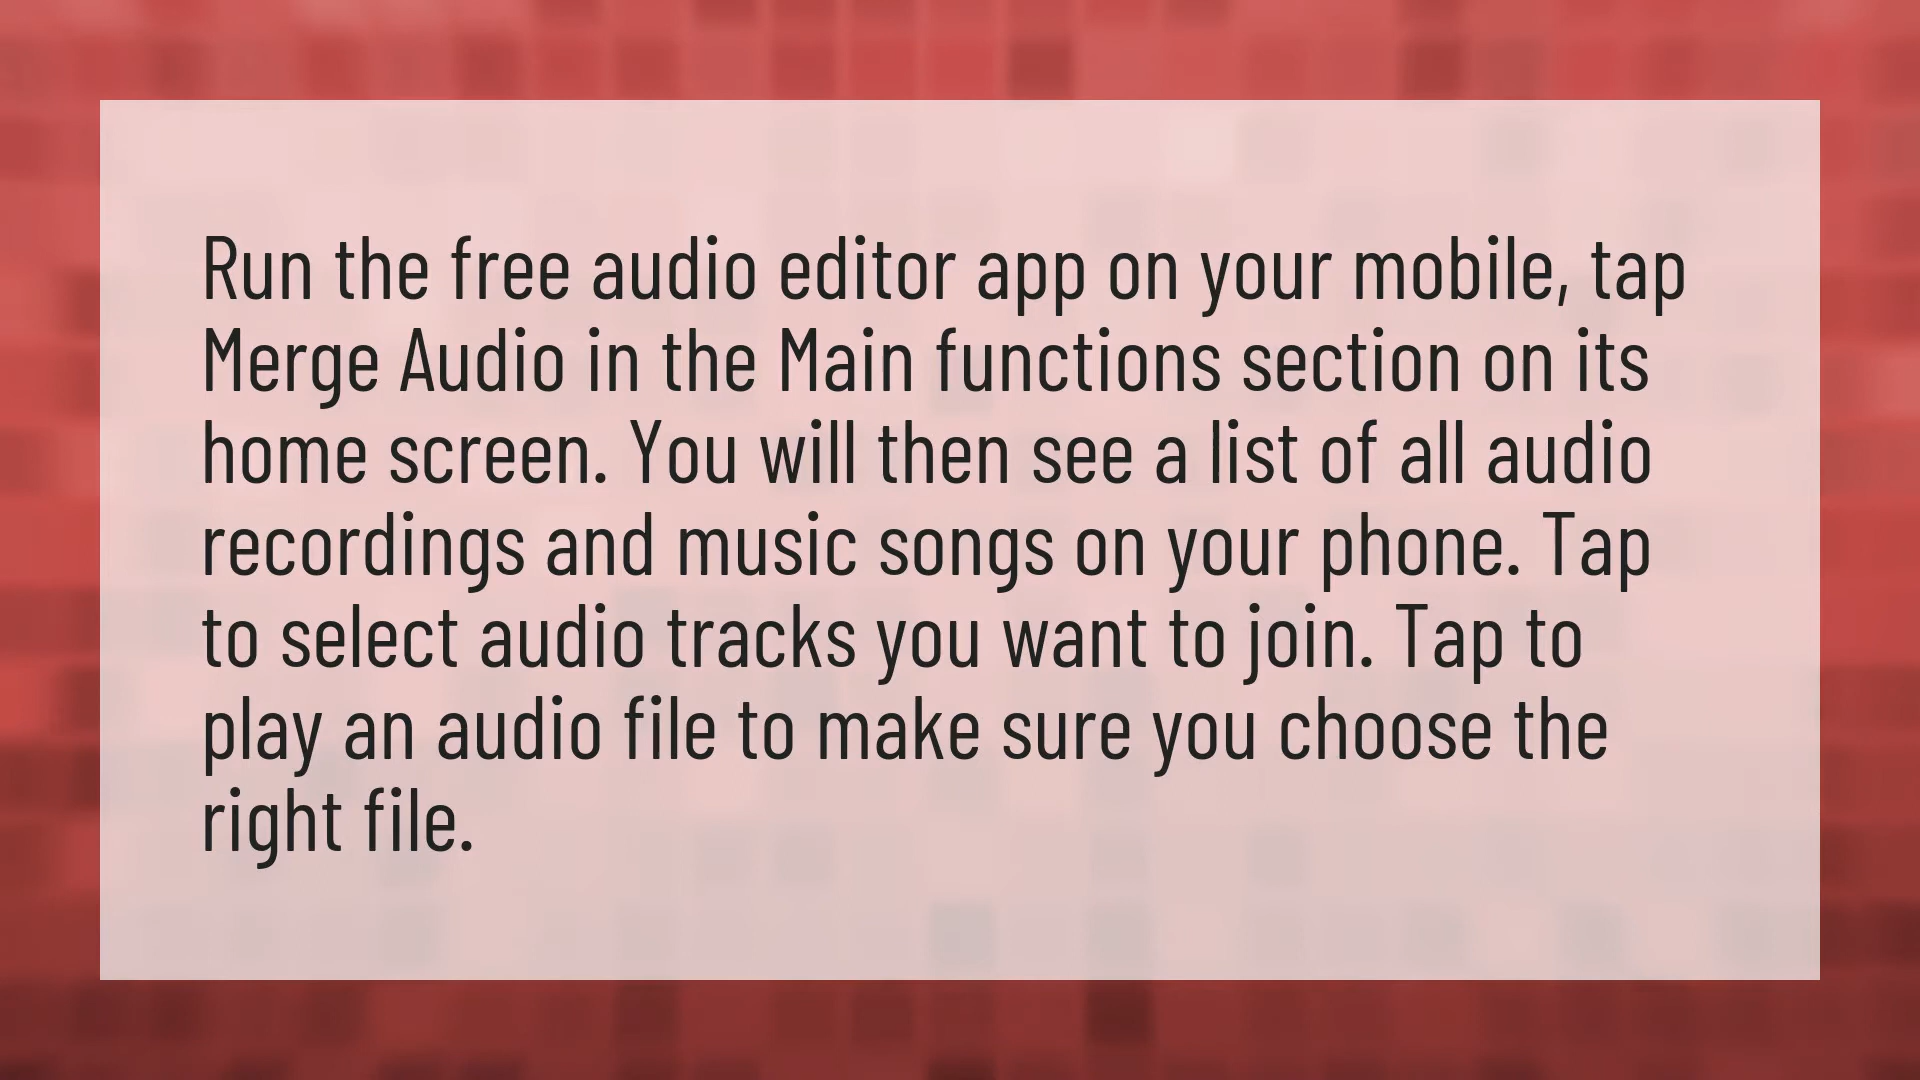 Run the free audio editor app on your mobile, tap
Merge Audio in the Main functions section on its
home screen. You will then see a list of all audio
recordings and music songs on your phone. Tap
to select audio tracks you want to join. Tap to
play an audio file to make sure you choose the
right file.